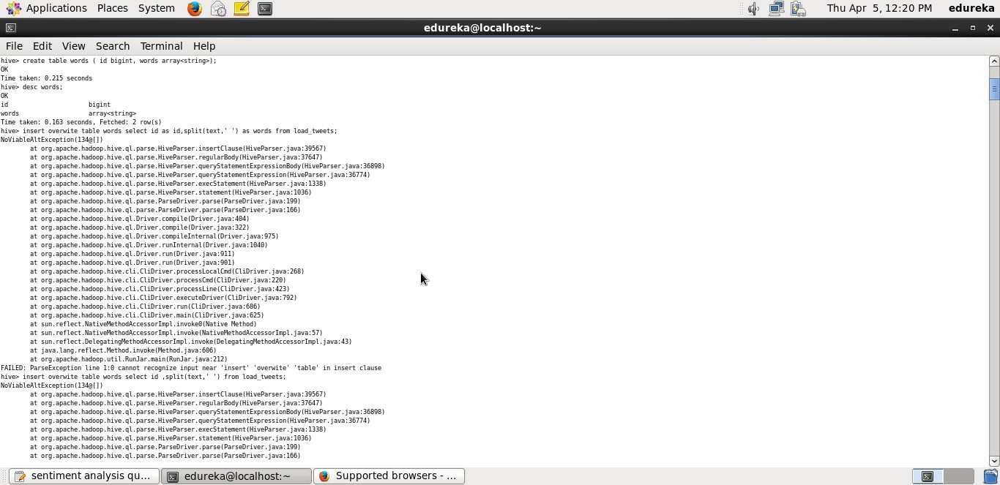 Applications Places System Thu Apr 5, 12:20 PM edureka
edureka@localhost:~
File Edit View Search Terminal Help
hive> create table words ( id bigint, words array<string>);
OK
Time taken: 0.215 seconds
hive> desc words;
OK
id bigint
words array<string>
Time taken: 0.163 seconds, Fetched: 2 row(s)
hive> insert overwite table words select id as id,split(text,' ') as words from load_tweets;
NoViableAltException(134@[])
at org.apache.hadoop.hive.ql.parse.HiveParser.insertClause(HiveParser.java:39567)
at org.apache.hadoop.hive.ql.parse.HiveParser.regularBody(HiveParser.java:37647)
at org.apache.hadoop.hive.ql.parse.HiveParser.queryStatementExpressionBody(HiveParser.java:36898)
at org.apache.hadoop.hive.ql.parse.HiveParser.queryStatementExpression(HiveParser.java:36774)
at org.apache.hadoop.hive.ql.parse.HiveParser.execStatement(HiveParser.java:1338)
at org.apache.hadoop.hive.ql.parse.HiveParser.statement(HiveParser.java:1036)
at org.apache.hadoop.hive.ql.parse.ParseDriver.parse(ParseDriver.java:199)
at org.apache.hadoop.hive.ql.parse.ParseDriver.parse(ParseDriver.java:166)
at org.apache.hadoop.hive.ql.Driver.compile(Driver.java:404)
at org.apache.hadoop.hive.ql.Driver.compile(Driver.java:322)
at org.apache.hadoop.hive.ql.Driver.compileInternal(Driver.java:975)
at org.apache.hadoop.hive.ql.Driver.runInternal(Driver.java:1040)
at org.apache.hadoop.hive.ql.Driver.run(Driver.java:911)
at org.apache.hadoop.hive.ql.Driver.run(Driver.java:901)
at org.apache.hadoop.hive.cli.CliDriver.processLocalCmd(CliDriver.java:268)
at org.apache.hadoop.hive.cli.CliDriver.processCmd(CliDriver.java:220)
at org.apache.hadoop.hive.cli.CliDriver.processLine(CliDriver.java:423)
at org.apache.hadoop.hive.cli.CliDriver.executeDriver(CliDriver.java:792)
at org.apache.hadoop.hive.cli.CliDriver.run(CliDriver.java:686)
at org.apache.hadoop.hive.cli.CliDriver.main(CliDriver.java:625)
at sun.reflect.NativeMethodAccessorImpl.invoke0(Native Method)
at sun.reflect.NativeMethodAccessorImpl.invoke(NativeMethodAccessorImpl.java:57)
at sun.reflect.DelegatingMethodAccessorImpl.invoke(DelegatingMethodAccessorImpl.java:43)
at java.lang.reflect.Method.invoke(Method.java:606)
at org.apache.hadoop.util.RunJar.main(RunJar.java:212)
FAILED: ParseException line 1:0 cannot recognize input near 'insert' 'overwite' 'table' in insert clause
hive> insert overwite table words select id ,split(text,' ') from load_tweets;
NoViableAltException(134@[])
at org.apache.hadoop.hive.ql.parse.HiveParser.insertClause(HiveParser.java:39567)
at org.apache.hadoop.hive.ql.parse.HiveParser.regularBody(HiveParser.java:37647)
at org.apache.hadoop.hive.ql.parse.HiveParser.queryStatementExpressionBody(HiveParser.java:36898)
at org.apache.hadoop.hive.ql.parse.HiveParser.queryStatementExpression(HiveParser.java:36774)
at org.apache.hadoop.hive.ql.parse.HiveParser.execStatement(HiveParser.java:1338)
at org.apache.hadoop.hive.ql.parse.HiveParser.statement(HiveParser.java:1036)
at org.apache.hadoop.hive.ql.parse.ParseDriver.parse(ParseDriver.java:199)
at org.apache.hadoop.hive.ql.parse.ParseDriver.parse(ParseDriver.java:166)
sentiment analysis qu... edureka@localhost:~ Supported browsers - ...